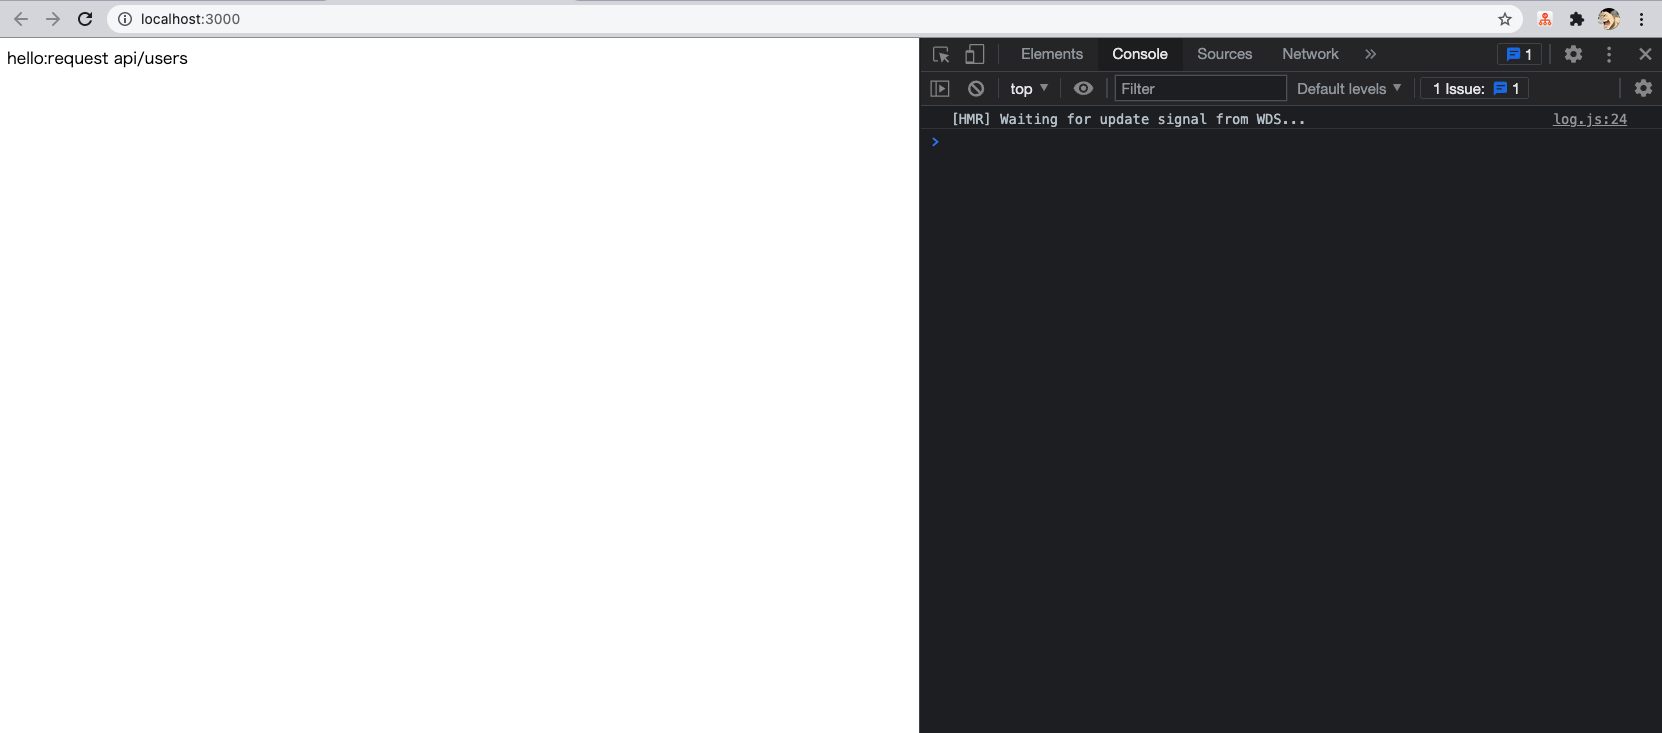 localhost:3000
hello:request api/users
Elements Console Sources Network » 1
top Filter Default levels 1 Issue: 1
[HMR] Waiting for update signal from WDS... log.js:24